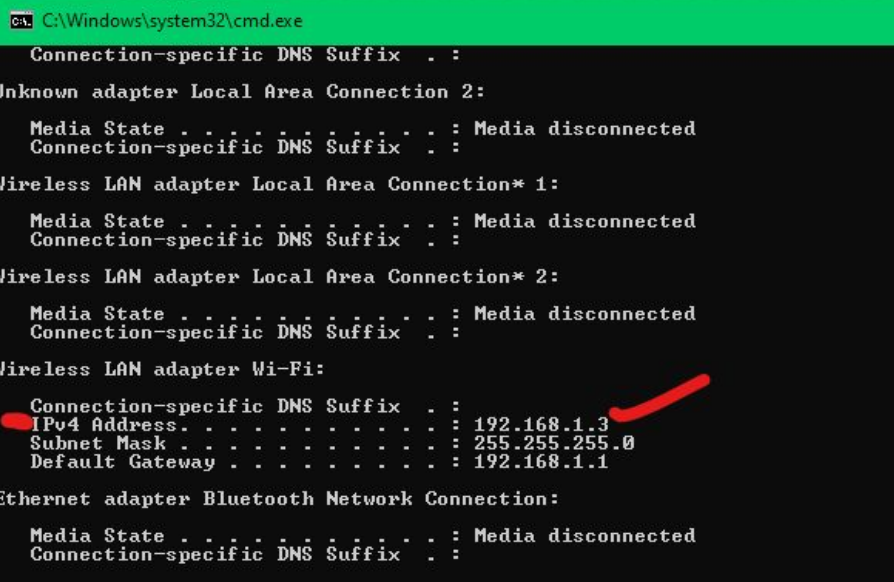 C:\Windows\system32\cmd.exe
Connection-specific DNS Suffix . :
Unknown adapter Local Area Connection 2:
Media State . . . . . . . . . . . : Media disconnected
Connection-specific DNS Suffix . :
Wireless LAN adapter Local Area Connection* 1:
Media State . . . . . . . . . . . : Media disconnected
Connection-specific DNS Suffix . :
Wireless LAN adapter Local Area Connection* 2:
Media State . . . . . . . . . . . : Media disconnected
Connection-specific DNS Suffix . :
Wireless LAN adapter Wi-Fi:
Connection-specific DNS Suffix . :
IPv4 Address. . . . . . . . . . . : 192.168.1.3
Subnet Mask . . . . . . . . . . . : 255.255.255.0
Default Gateway . . . . . . . . . : 192.168.1.1
Ethernet adapter Bluetooth Network Connection:
Media State . . . . . . . . . . . : Media disconnected
Connection-specific DNS Suffix . :